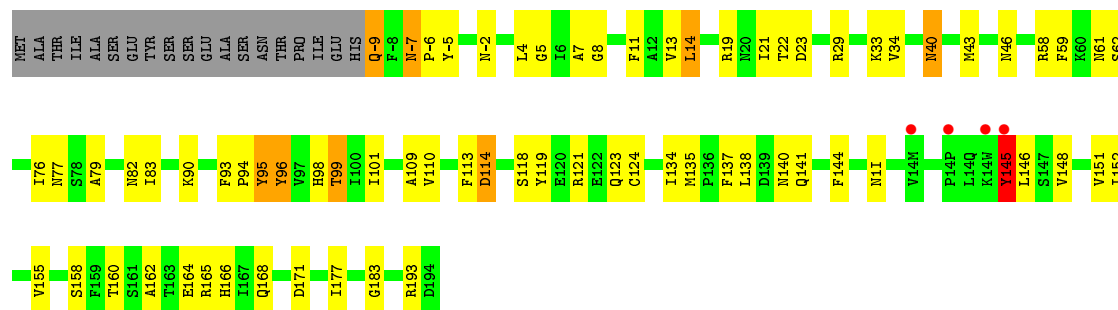 MET ALA THR ILE ALA SER GLU TYR SER SER GLU ALA SER ASN THR PRO ILE GLU HIS Q-9 F-8 N-7 P-6 Y-5 N-2 L4 G5 I6 A7 G8 F11 A12 V13 L14 R19 N20 I21 T22 D23 R29 K33 V34 N40 M43 N46 R58 F59 K60 N61
I76 N77 S78 A79 N82 I83 K90 F93 P94 Y95 Y96 V97 H98 T99 I100 I101 A109 V110 F113 D114 S118 Y119 E120 R121 E122 Q123 C124 I134 M135 P136 F137 L138 D139 N140 Q141 F144 N1I V14M P14P L14Q K14W Y145 L146 S147 V148 V151
V155 S158 F159 T160 S161 A162 T163 E164 R165 H166 I167 Q168 D171 I177 G183 R193 D194